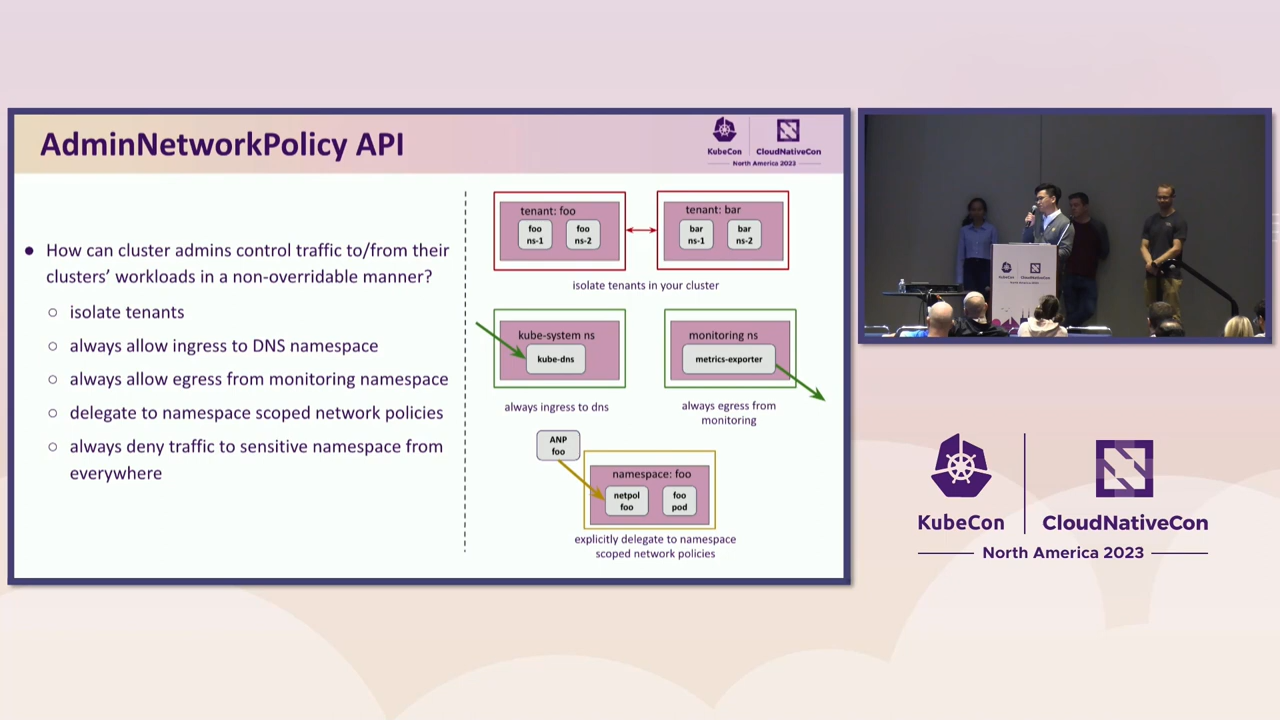 AdminNetworkPolicy API
KubeCon
CloudNativeCon
North America 2023
● How can cluster admins control traffic to/from their
clusters’ workloads in a non-overridable manner?
○ isolate tenants
○ always allow ingress to DNS namespace
○ always allow egress from monitoring namespace
○ delegate to namespace scoped network policies
○ always deny traffic to sensitive namespace from
everywhere
tenant: foo
foo
ns-1
foo
ns-2
tenant: bar
bar
ns-1
bar
ns-2
isolate tenants in your cluster
kube-system ns
kube-dns
always ingress to dns
monitoring ns
metrics-exporter
always egress from
monitoring
ANP
foo
namespace: foo
netpol
foo
foo
pod
explicitly delegate to namespace
scoped network policies
KubeCon
CloudNativeCon
North America 2023